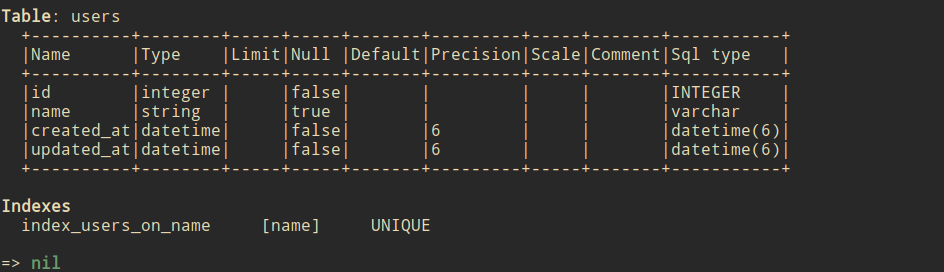 Table: users
+----------+--------+-----+-----+-------+---------+-----+-------+-----------+
|Name      |Type    |Limit|Null |Default|Precision|Scale|Comment|Sql type   |
+----------+--------+-----+-----+-------+---------+-----+-------+-----------+
|id        |integer |     |false|       |         |     |       |INTEGER    |
|name      |string  |     |true |       |         |     |       |varchar    |
|created_at|datetime|     |false|       |6        |     |       |datetime(6)|
|updated_at|datetime|     |false|       |6        |     |       |datetime(6)|
+----------+--------+-----+-----+-------+---------+-----+-------+-----------+
Indexes
index_users_on_name     [name]     UNIQUE
=> nil